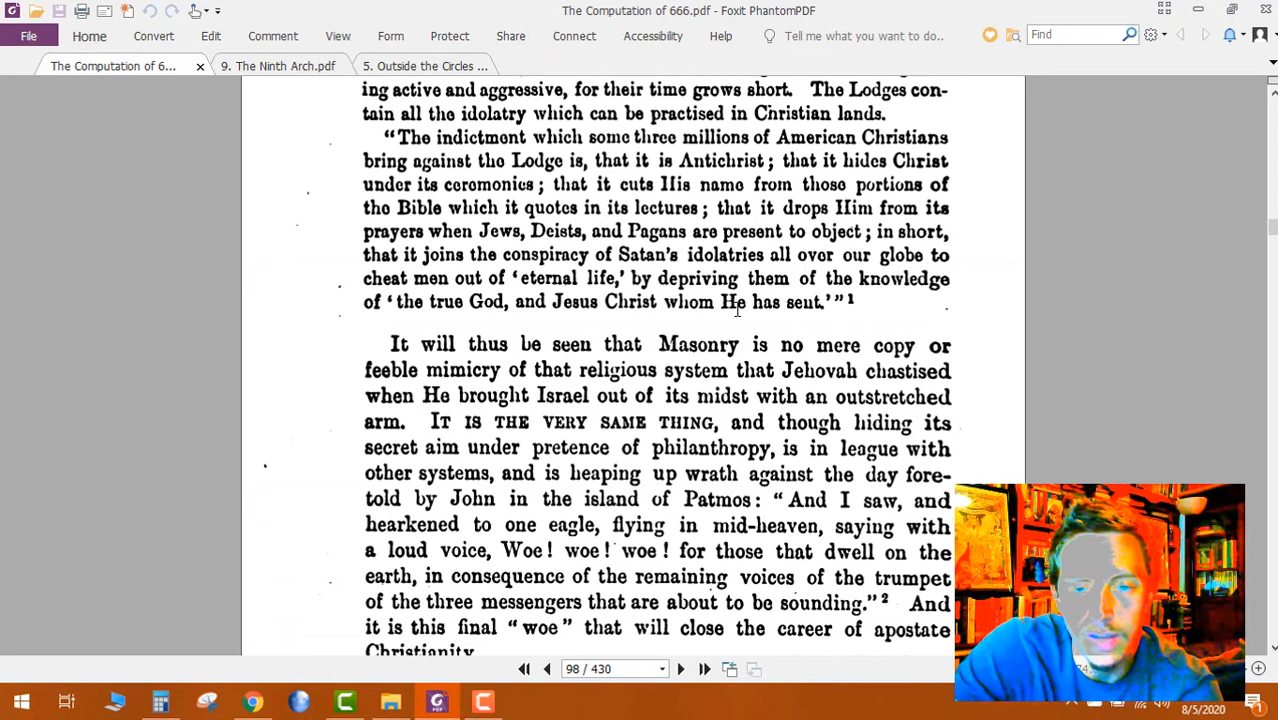 The Computation of 666.pdf - Foxit PhantomPDF
File Home Convert Edit Comment View Form Protect Share Connect Accessibility Help Tell me what you want to do.. Find
The Computation of 6... × 9. The Ninth Arch.pdf 5. Outside the Circles ...
ing active and aggressive, for their time grows short. The Lodges con-
tain all the idolatry which can be practised in Christian lands.
"The indictment which some three millions of American Christians
bring against the Lodge is, that it is Antichrist; that it hides Christ
under its ceremonies; that it cuts His name from those portions of
the Bible which it quotes in its lectures; that it drops Him from its
prayers when Jews, Deists, and Pagans are present to object; in short,
that it joins the conspiracy of Satan's idolatries all over our globe to
cheat men out of 'eternal life,' by depriving them of the knowledge
of 'the true God, and Jesus Christ whom He has sent.'" 1
It will thus be seen that Masonry is no mere copy or
feeble mimicry of that religious system that Jehovah chastised
when He brought Israel out of its midst with an outstretched
arm. IT IS THE VERY SAME THING, and though hiding its
secret aim under pretence of philanthropy, is in league with
other systems, and is heaping up wrath against the day fore-
told by John in the island of Patmos: "And I saw, and
hearkened to one eagle, flying in mid-heaven, saying with
a loud voice, Woe! woe! woe! for those that dwell on the
earth, in consequence of the remaining voices of the trumpet
of the three messengers that are about to be sounding." 2 And
it is this final "woe" that will close the career of apostate
Christianity.
98 / 430
8/5/2020